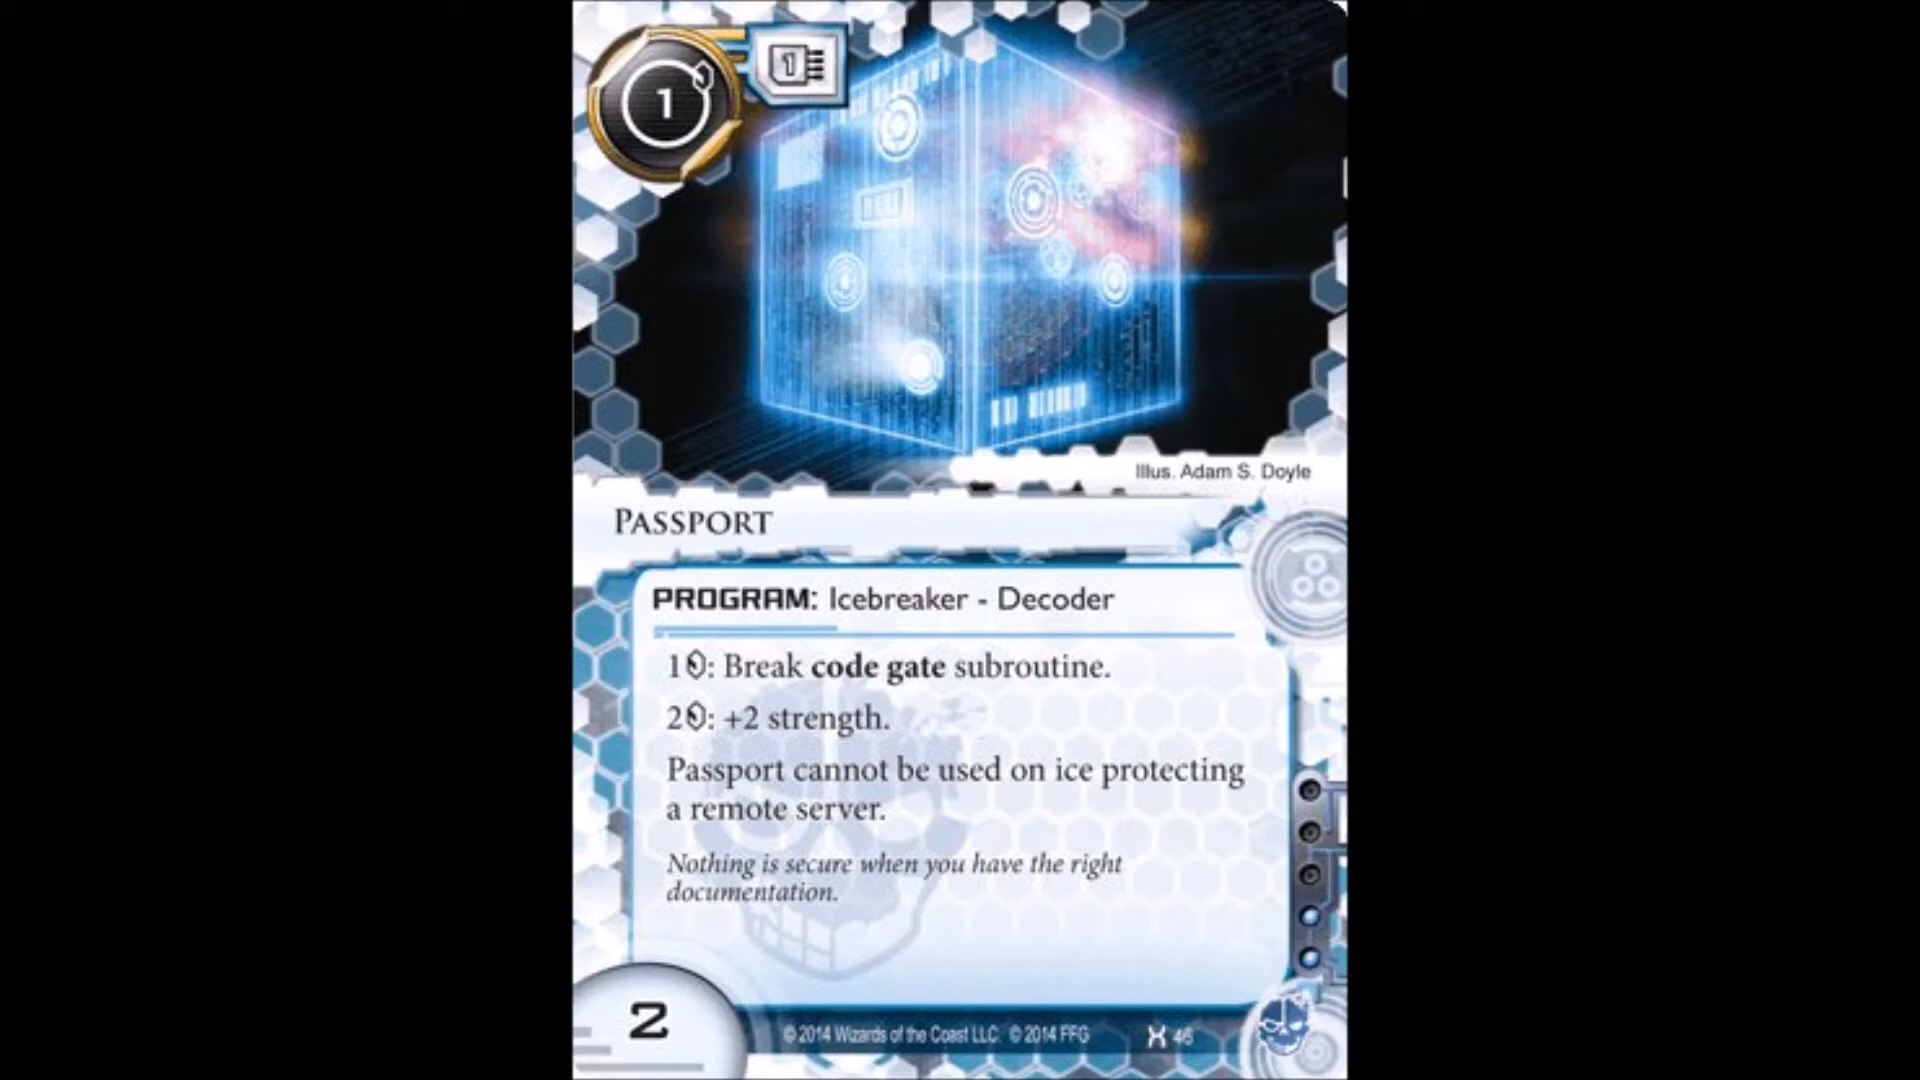 1
1
Illus. Adam S. Doyle
PASSPORT
PROGRAM: Icebreaker - Decoder
1: Break code gate subroutine.
2: +2 strength.
Passport cannot be used on ice protecting
a remote server.
Nothing is secure when you have the right
documentation.
2
© 2014 Wizards of the Coast LLC. © 2014 FFG
46